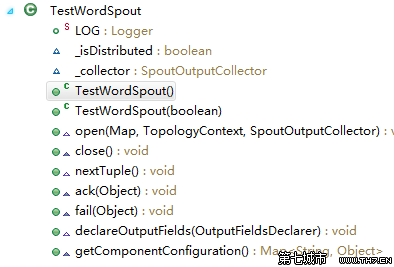 TestWordSpout
LOG : Logger
_isDistributed : boolean
_collector : SpoutOutputCollector
TestWordSpout()
TestWordSpout(boolean)
open(Map, TopologyContext, SpoutOutputCollector) : vo
close() : void
nextTuple() : void
ack(Object) : void
fail(Object) : void
declareOutputFields(OutputFieldsDeclarer) : void
getComponentConfiguration() : Map<String, Object>
第七城市 WWW.TH7.CN